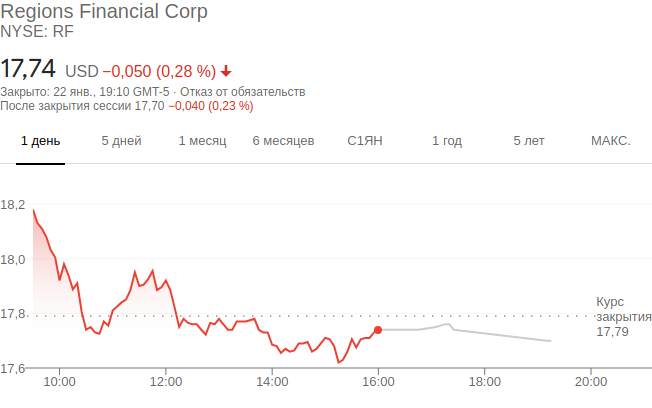 Regions Financial Corp
NYSE: RF
17,74 USD −0,050 (0,28 %)
Закрыто: 22 янв., 19:10 GMT-5 · Отказ от обязательств
После закрытия сессии 17,70 −0,040 (0,23 %)
1 день 5 дней 1 месяц 6 месяцев С1ЯН 1 год 5 лет МАКС.
18,2
18,0
17,8
17,6
Курс
закрытия
17,79
10:00 12:00 14:00 16:00 18:00 20:00